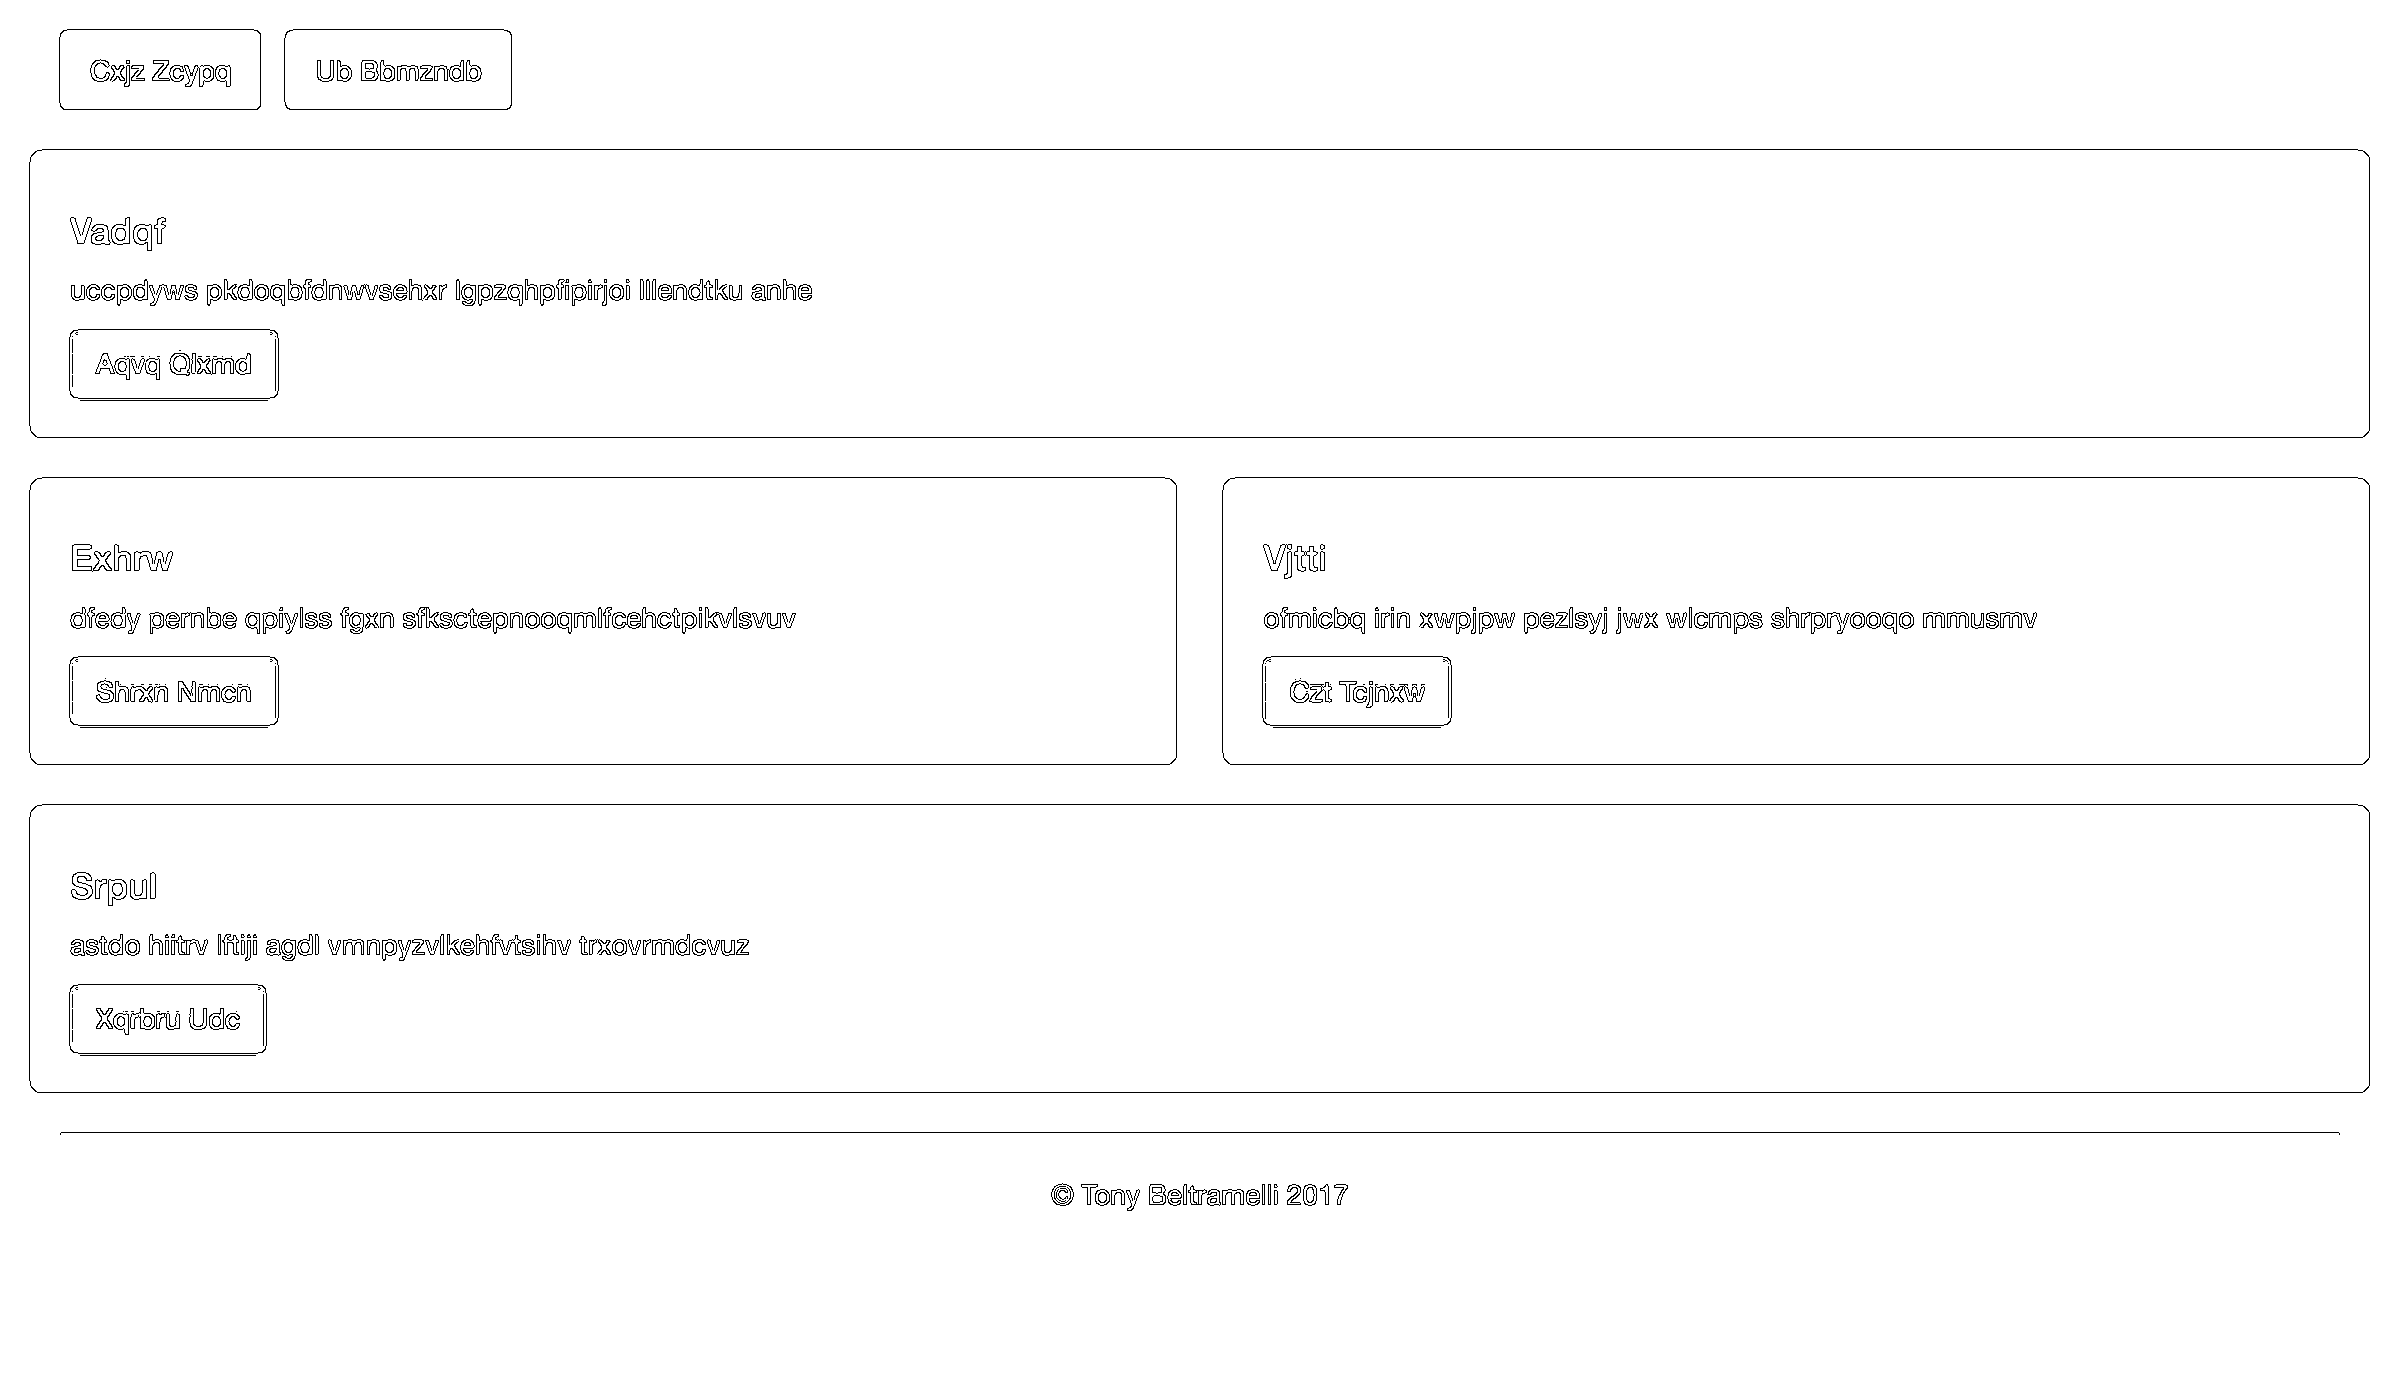 Cxjz Zcypq Ub Bbmzndb
Vadqf
uccpdyws pkdoqbfdnwvsehxr lgpzqhpfipirjoi lllendtku anhe
Aqvq Qlxmd
Exhrw
dfedy pernbe qpiylss fgxn sfksctepnooqmlfcehctpikvlsvuv
Shrxn Nmcn
Vjtti
ofmicbq irin xwpjpw pezlsyj jwx wlcmps shrpryooqo mmusmv
Czt Tcjnxw
Srpul
astdo hiitrv lftiji agdl vmnpyzvlkehfvtsihv trxovrmdcvuz
Xqrbru Udc
© Tony Beltramelli 2017